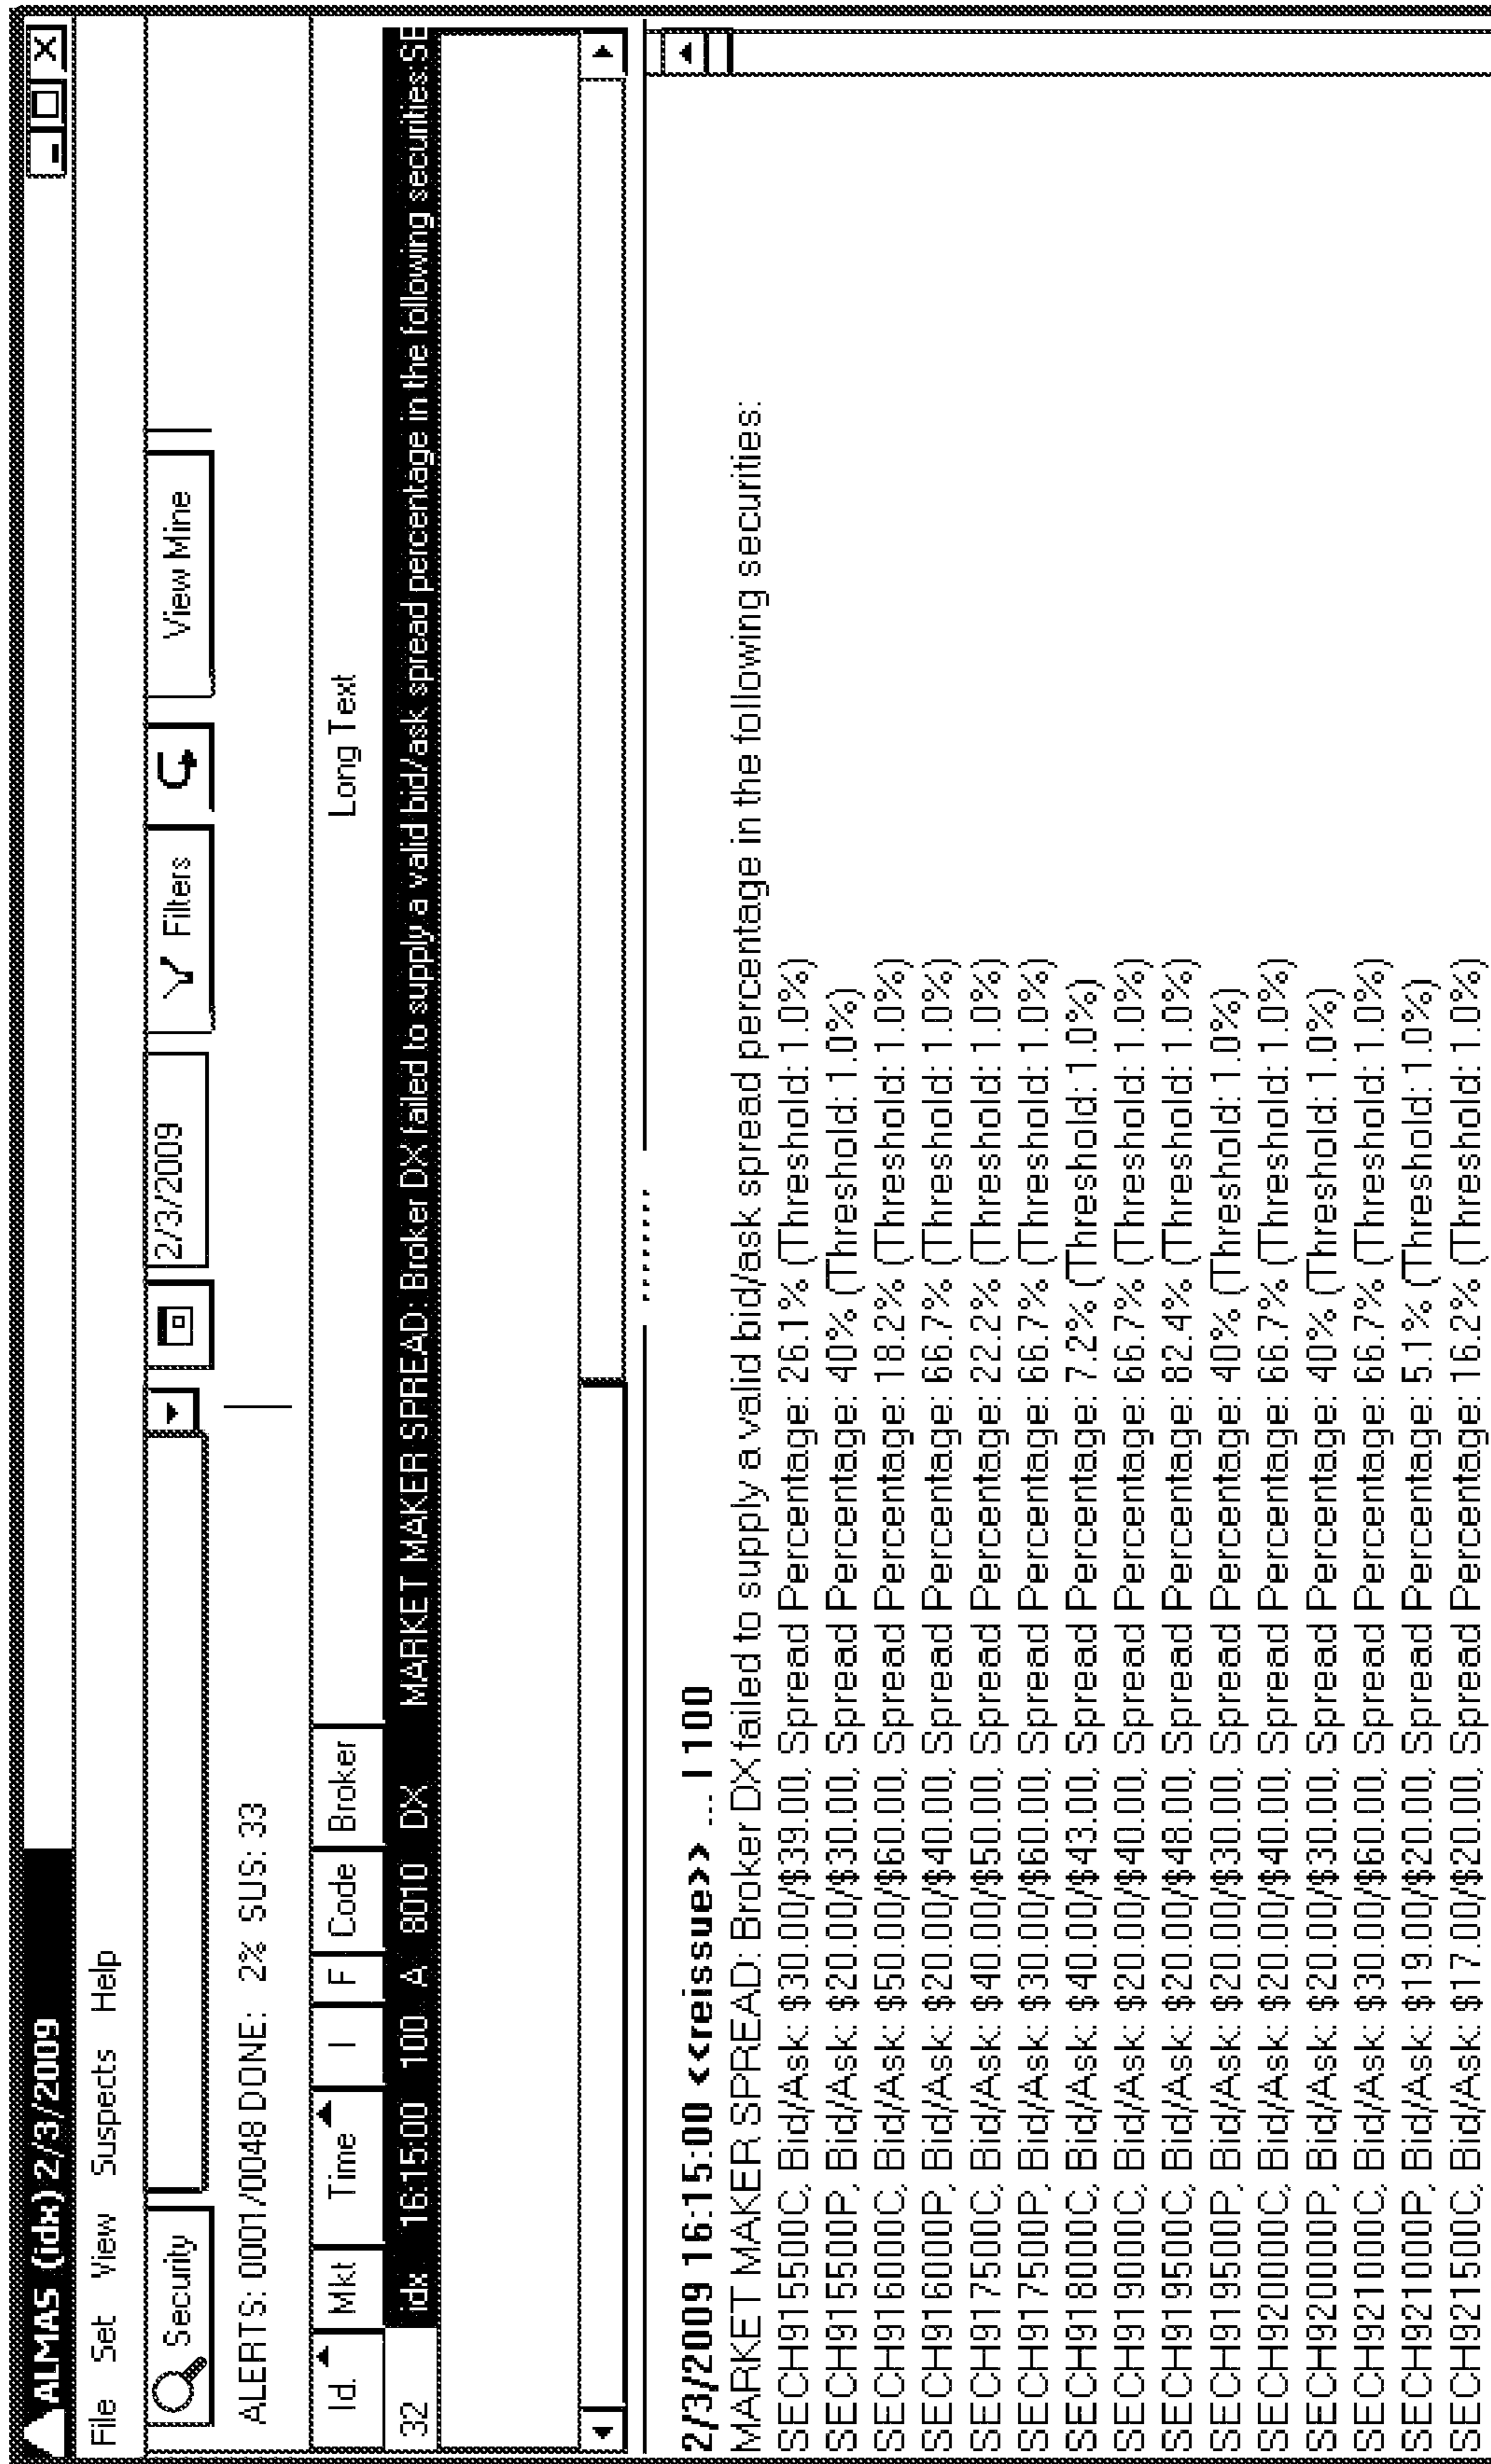 ALMAS (idx) 2/3/2009
File Set View Suspects Help
Security 2/3/2009 Filters View Mine
ALERTS: 0001/0048 DONE: 2% SUS: 33
Id. Mkt Time I F Code Broker Long Text
32 idx 16:15:00 100 A 8010 DX MARKET MAKER SPREAD: Broker DX failed to supply a valid bid/ask spread percentage in the following securities:SE
2/3/2009 16:15:00 <<reissue>> ... I 100
MARKET MAKER SPREAD: Broker DX failed to supply a valid bid/ask spread percentage in the following securities:
SECH915500C, Bid/Ask: $30.00/$39.00, Spread Percentage: 26.1% (Threshold: 1.0%)
SECH915500P, Bid/Ask: $20.00/$30.00, Spread Percentage: 40% (Threshold: 1.0%)
SECH916000C, Bid/Ask: $50.00/$60.00, Spread Percentage: 18.2% (Threshold: 1.0%)
SECH916000P, Bid/Ask: $20.00/$40.00, Spread Percentage: 66.7% (Threshold: 1.0%)
SECH917500C, Bid/Ask: $40.00/$50.00, Spread Percentage: 22.2% (Threshold: 1.0%)
SECH917500P, Bid/Ask: $30.00/$60.00, Spread Percentage: 66.7% (Threshold: 1.0%)
SECH918000C, Bid/Ask: $40.00/$43.00, Spread Percentage: 7.2% (Threshold: 1.0%)
SECH919000C, Bid/Ask: $20.00/$40.00, Spread Percentage: 66.7% (Threshold: 1.0%)
SECH919500C, Bid/Ask: $20.00/$48.00, Spread Percentage: 82.4% (Threshold: 1.0%)
SECH919500P, Bid/Ask: $20.00/$30.00, Spread Percentage: 40% (Threshold: 1.0%)
SECH920000C, Bid/Ask: $20.00/$40.00, Spread Percentage: 66.7% (Threshold: 1.0%)
SECH920000P, Bid/Ask: $20.00/$30.00, Spread Percentage: 40% (Threshold: 1.0%)
SECH921000C, Bid/Ask: $30.00/$60.00, Spread Percentage: 66.7% (Threshold: 1.0%)
SECH921000P, Bid/Ask: $19.00/$20.00, Spread Percentage: 5.1% (Threshold: 1.0%)
SECH921500C, Bid/Ask: $17.00/$20.00, Spread Percentage: 16.2% (Threshold: 1.0%)